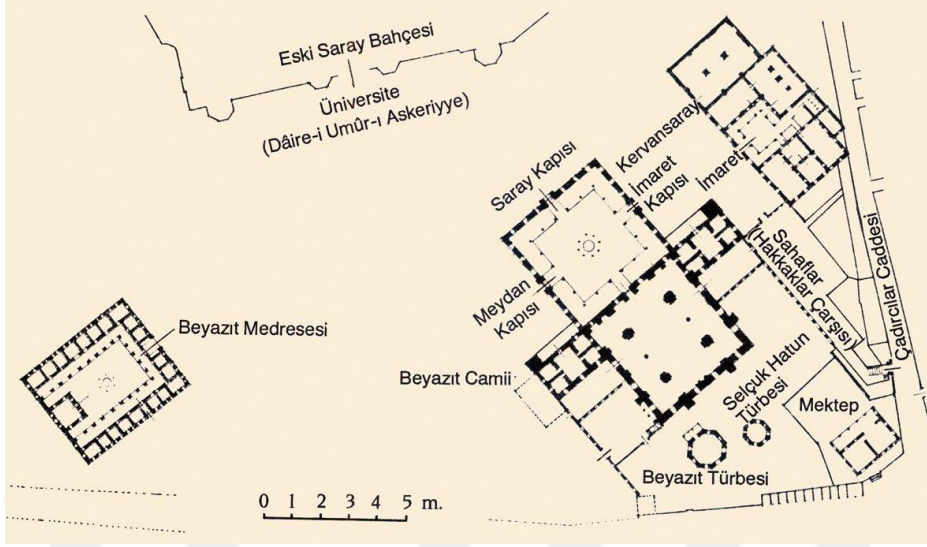 Eski Saray Bahçesi
Üniversite
(Dâire-i Umûr-ı Askeriyye)
Saray Kapısı
Kervansaray
İmaret
Kapısı
İmaret
Sahaflar
(Hakkaklar Çarşısı)
Çadırcılar Caddesi
Meydan
Kapısı
Beyazıt Medresesi
Beyazıt Camii
Selçuk Hatun
Türbesi
Mektep
Beyazıt Türbesi
0 1 2 3 4 5 m.